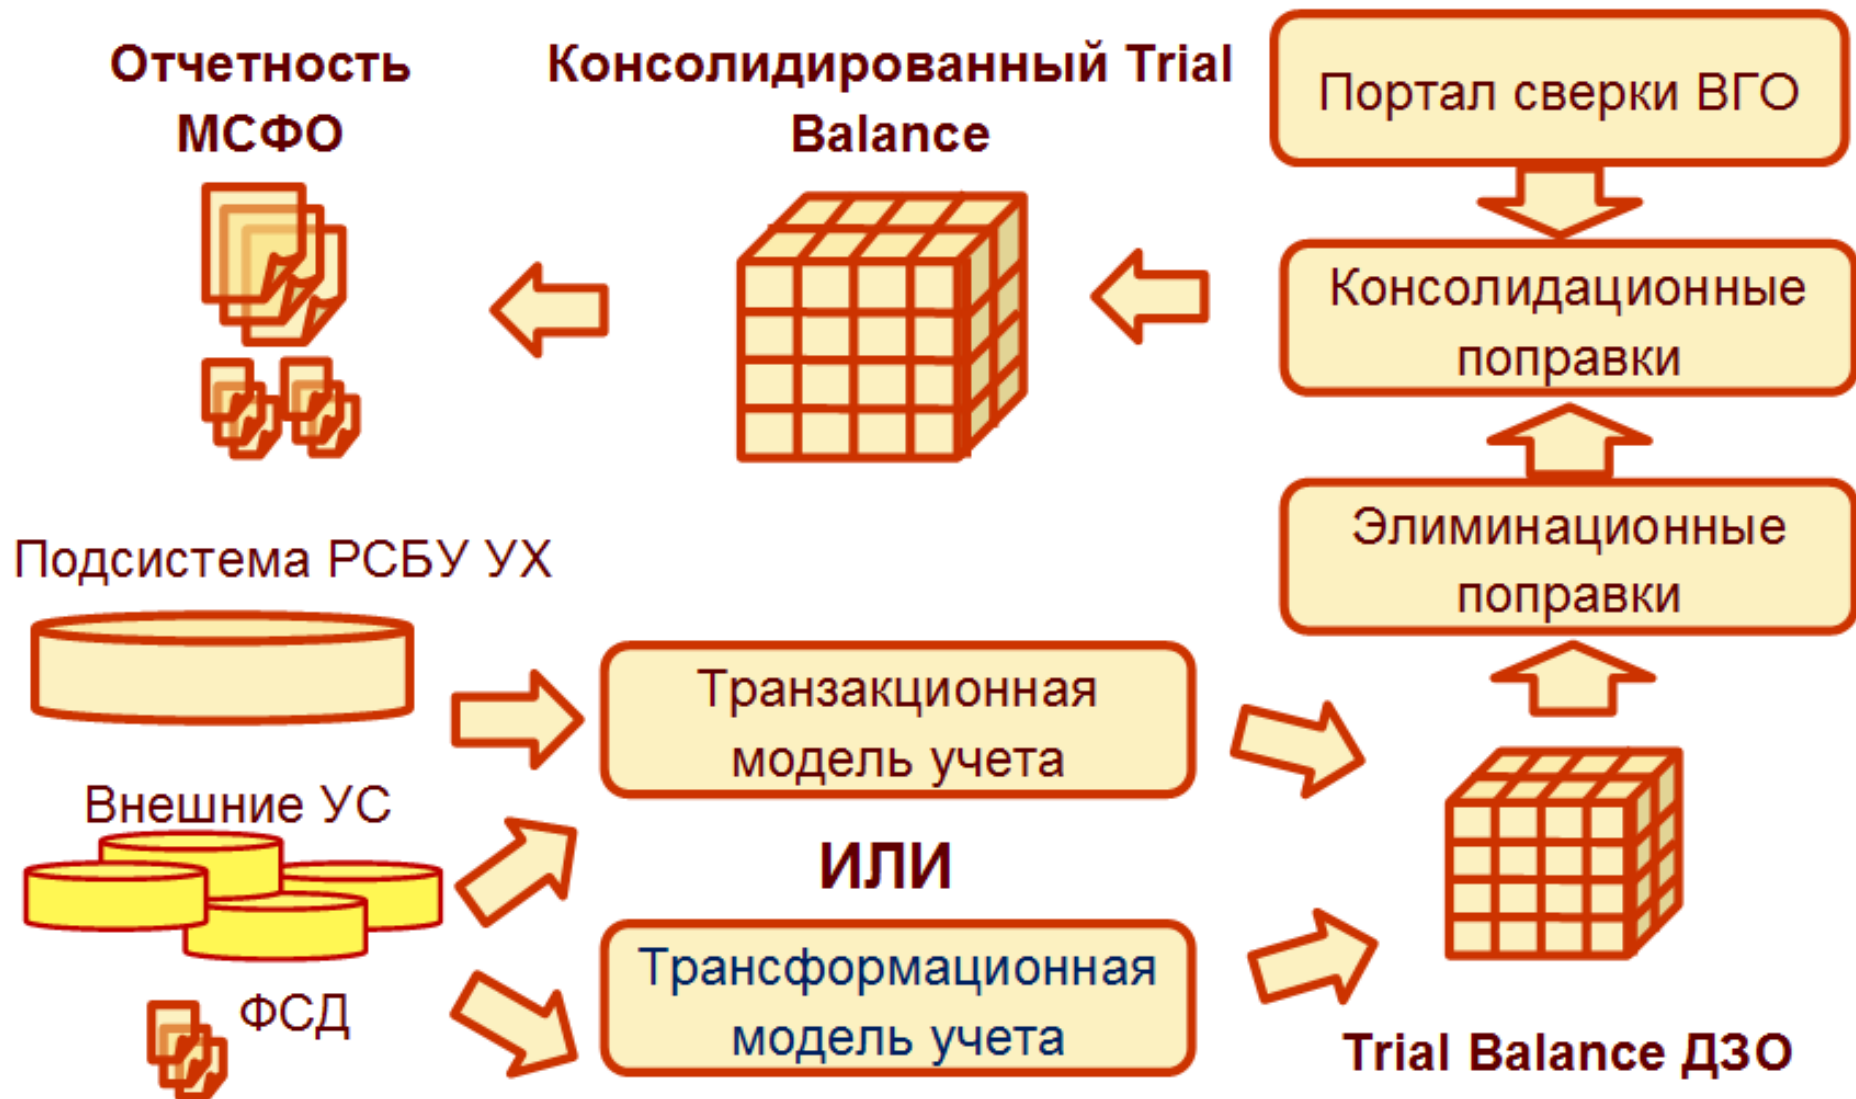 Отчетность
МСФО
Консолидированный Trial
Balance
Портал сверки ВГО
Консолидационные
поправки
Элиминационные
поправки
Подсистема РСБУ УХ
Транзакционная
модель учета
Внешние УС
ИЛИ
Трансформационная
модель учета
ФСД
Trial Balance ДЗО